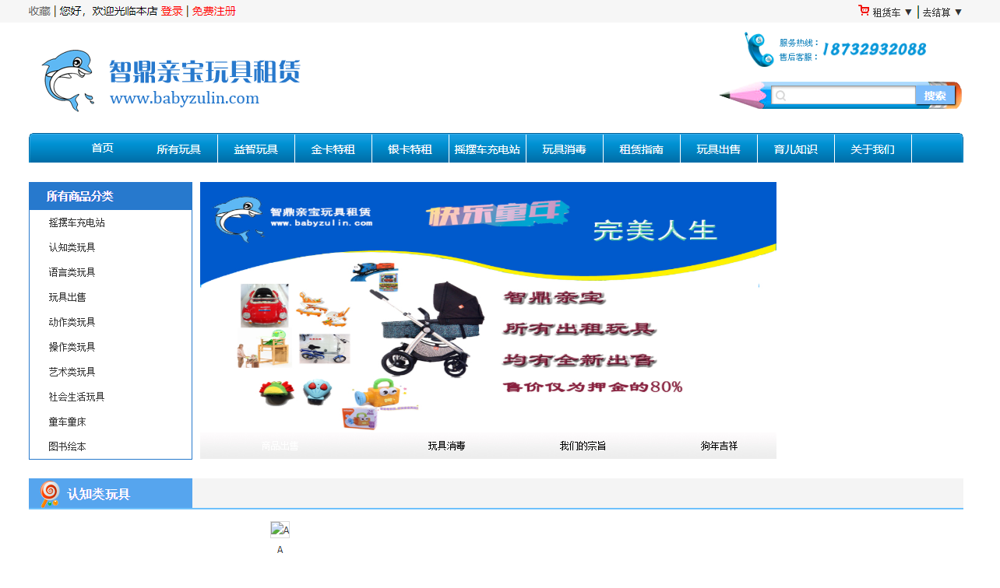 收藏 | 您好，欢迎光临本店 登录 | 免费注册
租赁车 ▼ | 去结算 ▼
智鼎亲宝玩具租赁
www.babyzulin.com
服务热线：
售后客服：
18732932088
搜索
首页 所有玩具 益智玩具 金卡特租 银卡特租 摇摆车充电站 玩具消毒 租赁指南 玩具出售 育儿知识 关于我们
所有商品分类
摇摆车充电站
认知类玩具
语言类玩具
玩具出售
动作类玩具
操作类玩具
艺术类玩具
社会生活玩具
童车童床
图书绘本
智鼎亲宝玩具租赁
www.babyzulin.com
快乐童年
完美人生
智鼎亲宝
所有出租玩具
均有全新出售
售价仅为押金的80%
商品出售 玩具消毒 我们的宗旨 狗年吉祥
认知类玩具
A
A